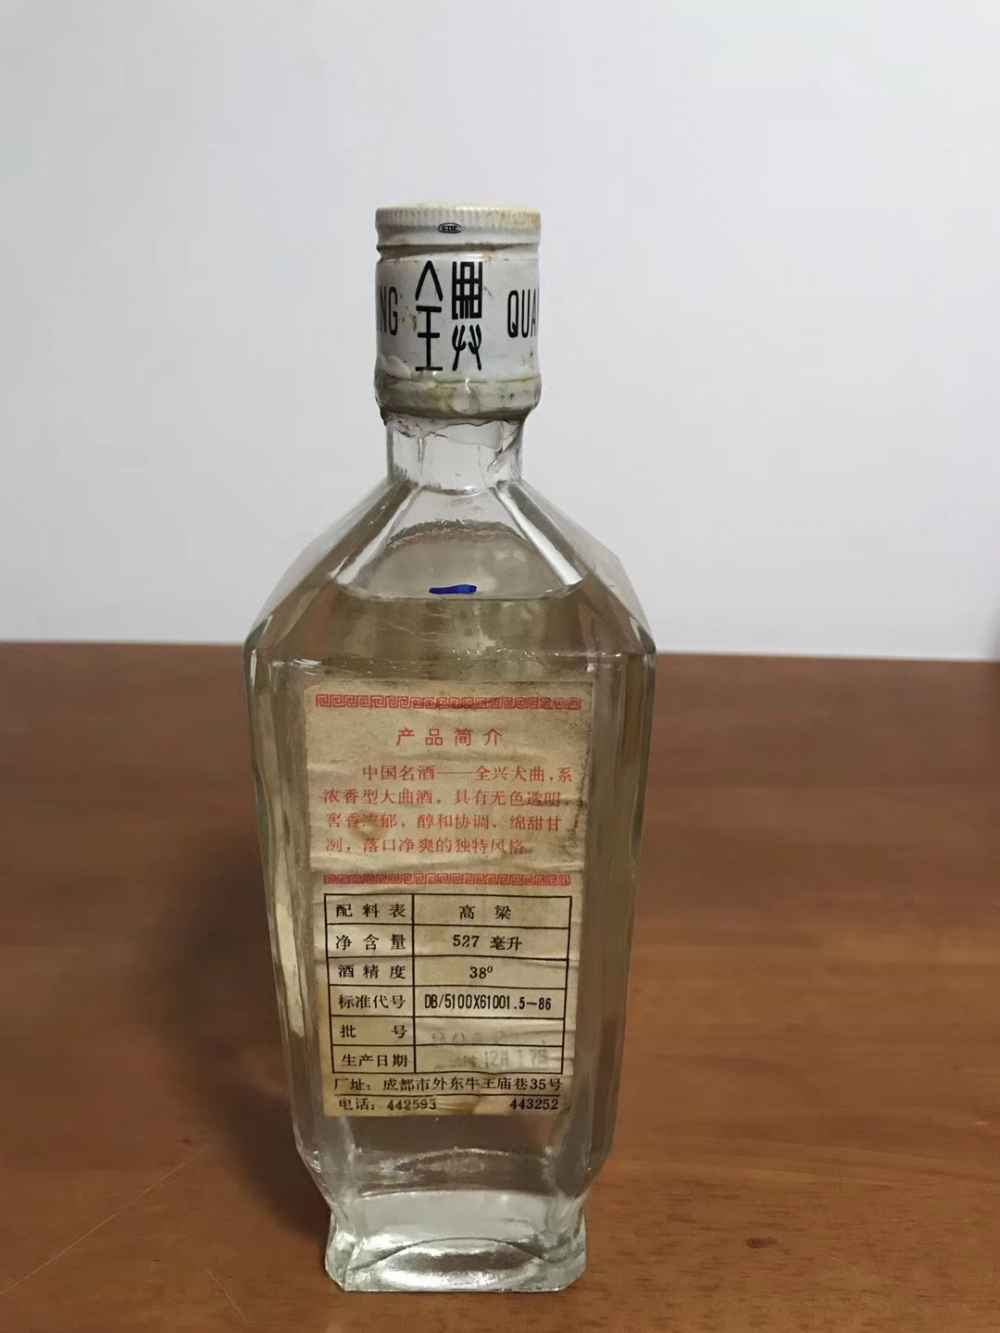 全兴
QUA
产品简介
中国名酒——全兴大曲，系
浓香型大曲酒，具有无色透明，
窖香浓郁，醇和协调，绵甜甘
冽，落口净爽的独特风格。
配料表 高粱
净含量 527 毫升
酒精度 38º
标准代号 DB/5100X61001.5—86
批号
生产日期
厂址：成都市外东牛王庙巷35号
电话：442593 443252